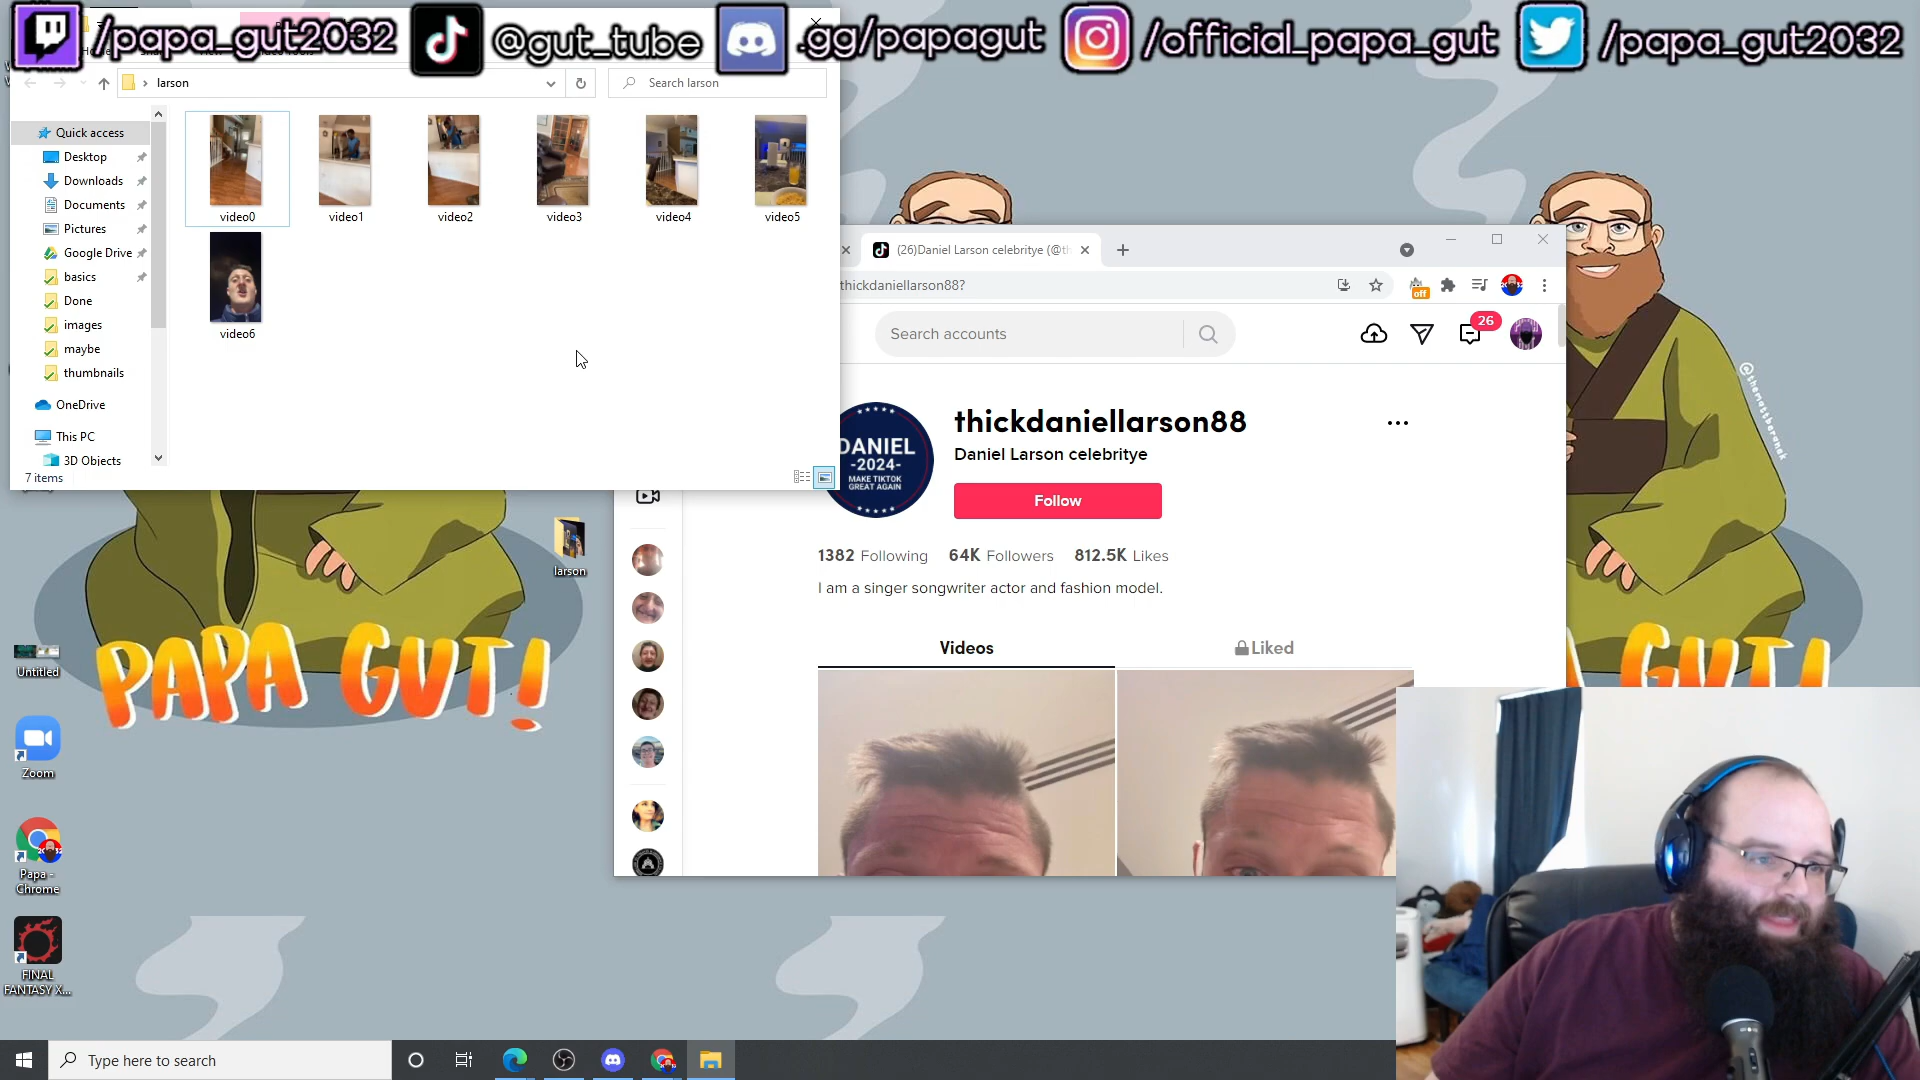 /papa_gut2032
@gut_tube
.gg/papagut
/official_papa_gut
/papa_gut2032
larson
Search larson
Quick access
Desktop
Downloads
Documents
Pictures
Google Drive
basics
Done
images
maybe
thumbnails
OneDrive
This PC
3D Objects
7 items
video0
video1
video2
video3
video4
video5
video6
(26)Daniel Larson celebritye (@th
thickdaniellarson88?
off
Search accounts
26
DANIEL
-2024-
MAKE TIKTOK
GREAT AGAIN
thickdaniellarson88
Daniel Larson celebritye
Follow
1382 Following 64K Followers 812.5K Likes
I am a singer songwriter actor and fashion model.
Videos
Liked
larson
@themattbaranak
PAPA GUT!
GUT!
Untitled
Zoom
Papa -
Chrome
FINAL
FANTASY X...
Type here to search